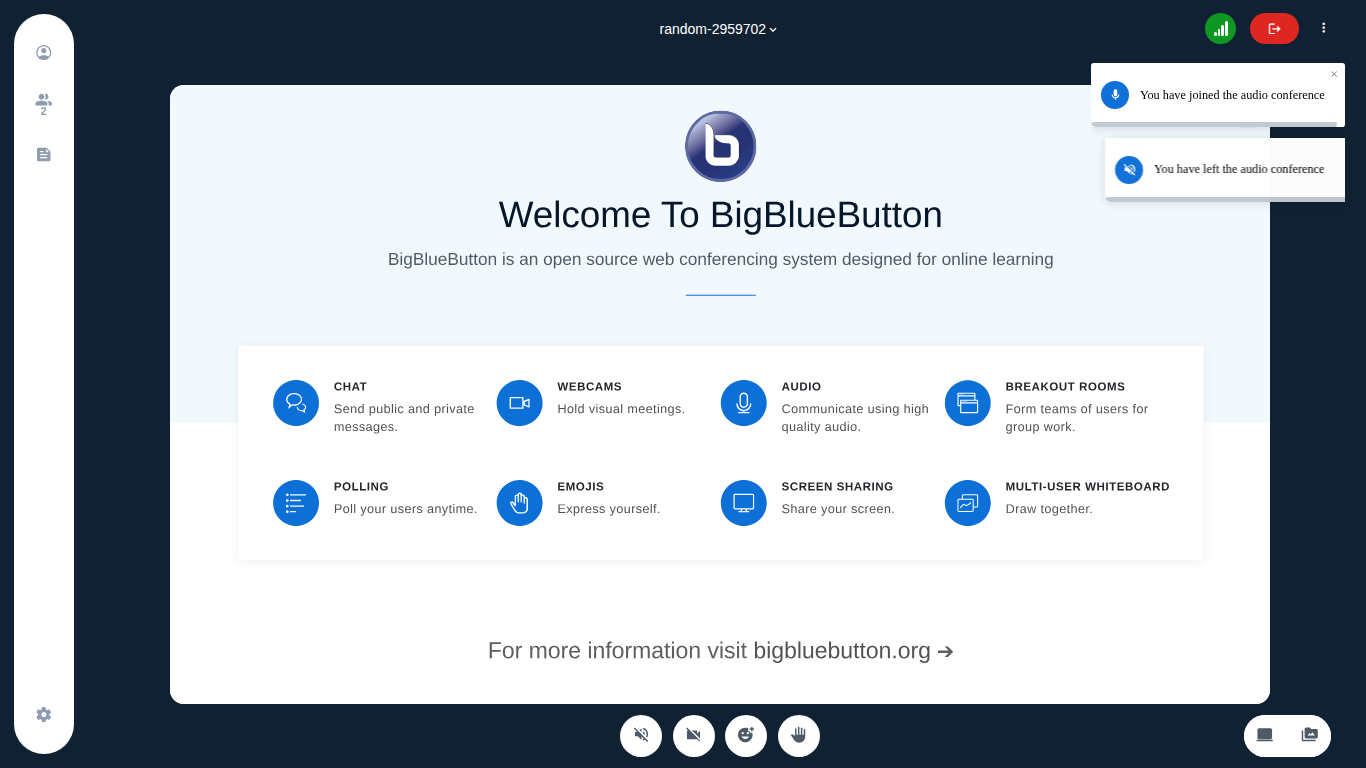 random-2959702
2
You have joined the audio conference
You have left the audio conference
Welcome To BigBlueButton
BigBlueButton is an open source web conferencing system designed for online learning
CHAT
Send public and private
messages.
WEBCAMS
Hold visual meetings.
AUDIO
Communicate using high
quality audio.
BREAKOUT ROOMS
Form teams of users for
group work.
POLLING
Poll your users anytime.
EMOJIS
Express yourself.
SCREEN SHARING
Share your screen.
MULTI-USER WHITEBOARD
Draw together.
For more information visit bigbluebutton.org ➔